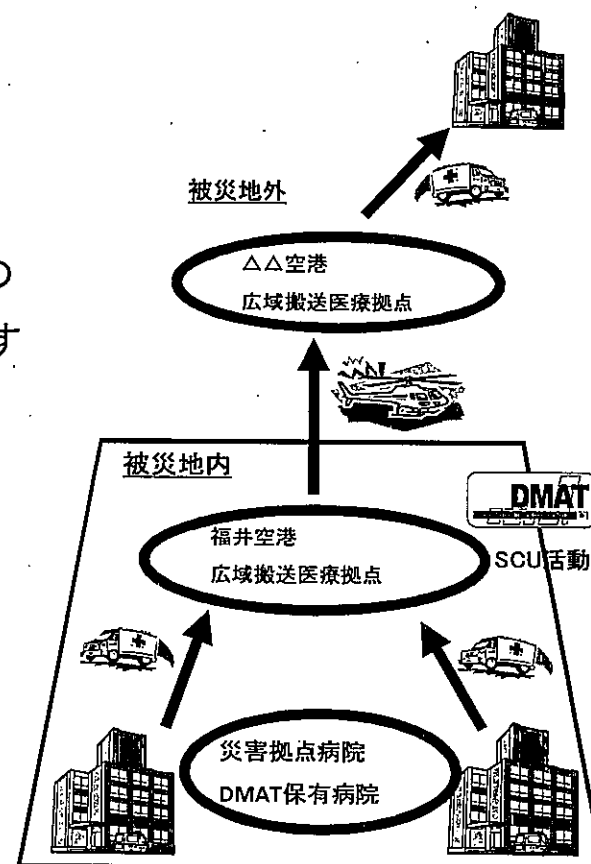 被災地外
△△空港
広域搬送医療拠点
つ
す
被災地内
DMAT
福井空港
広域搬送医療拠点
SCU活動
災害拠点病院
DMAT保有病院